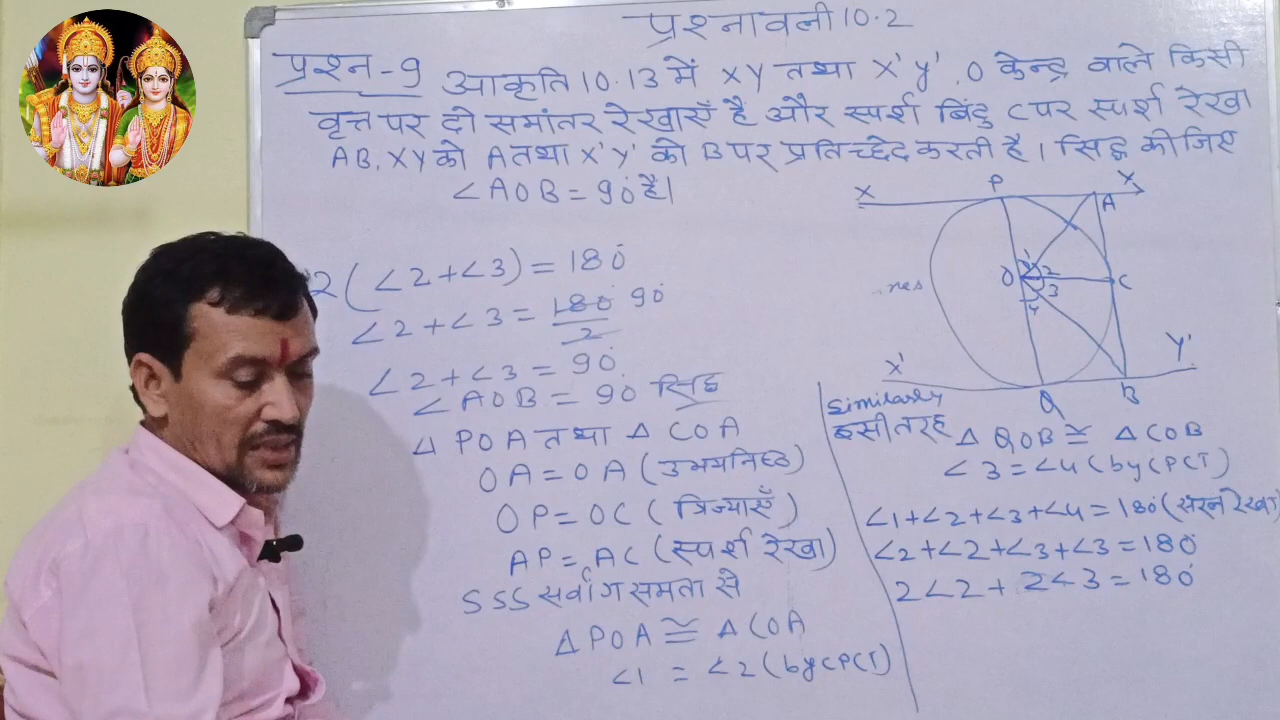 प्रश्नावली 10.2
प्रश्न-9 आकृति 10.13 में XY तथा X'Y', O केन्द्र वाले किसी
वृत्त पर दो समांतर रेखाएँ है और स्पर्श बिंदु C पर स्पर्श रेखा
AB, XY को A तथा X'Y' को B पर प्रतिच्छेद करती है। सिद्ध कीजिए
∠AOB = 90° है।
2(∠2+∠3) = 180°
∠2+∠3 = 180°/2 90
∠2+∠3 = 90°
∠AOB = 90° सिद्ध
Δ POA तथा Δ COA
OA = OA (उभयनिष्ठ)
OP = OC (त्रिज्याएँ)
AP = AC (स्पर्श रेखा)
SSS सर्वांगसमता से
ΔPOA ≅ ΔCOA
∠1 = ∠2 (by CPCT)
X P A Y
O 1 2 3 4 C
X' Q B Y'
Similarly
इसी तरह Δ QOB ≅ Δ COB
∠3 = ∠4 (by CPCT)
∠1+∠2+∠3+∠4 = 180° (सरल रेखा)
∠2+∠2+∠3+∠3 = 180°
2∠2 + 2∠3 = 180°